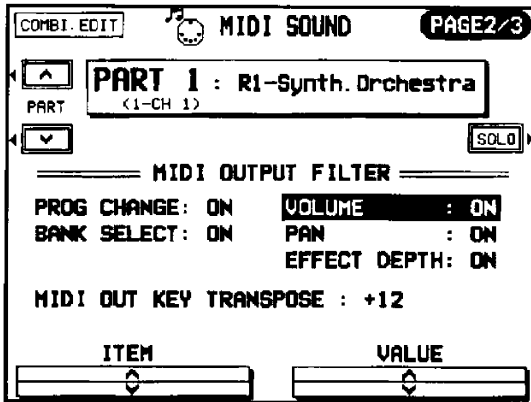 COMBI.EDIT MIDI SOUND PAGE2/3
PART 1 : R1-Synth.Orchestra
(1-CH 1)
PART
SOLO
MIDI OUTPUT FILTER
PROG CHANGE: ON VOLUME : ON
BANK SELECT: ON PAN : ON
EFFECT DEPTH: ON
MIDI OUT KEY TRANSPOSE : +12
ITEM VALUE